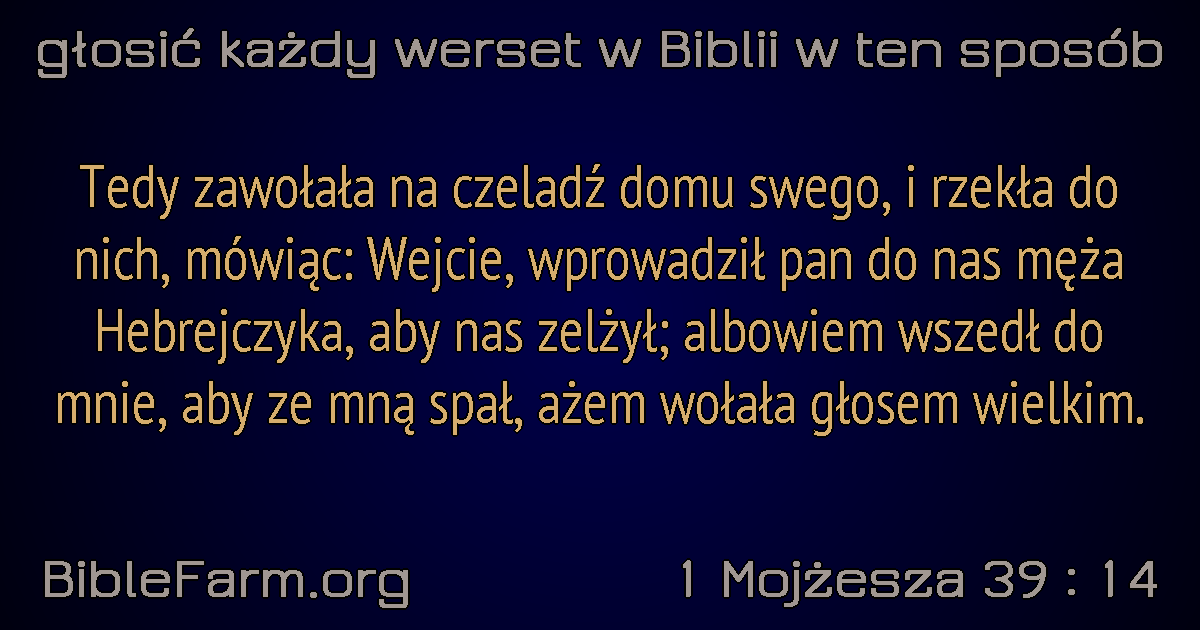 głosić każdy werset w Biblii w ten sposób
Tedy zawołała na czeladź domu swego, i rzekła do
nich, mówiąc: Wejcie, wprowadził pan do nas męża
Hebrejczyka, aby nas zelżył; albowiem wszedł do
mnie, aby ze mną spał, ażem wołała głosem wielkim.
BibleFarm.org
1 Mojżesza 39 : 14